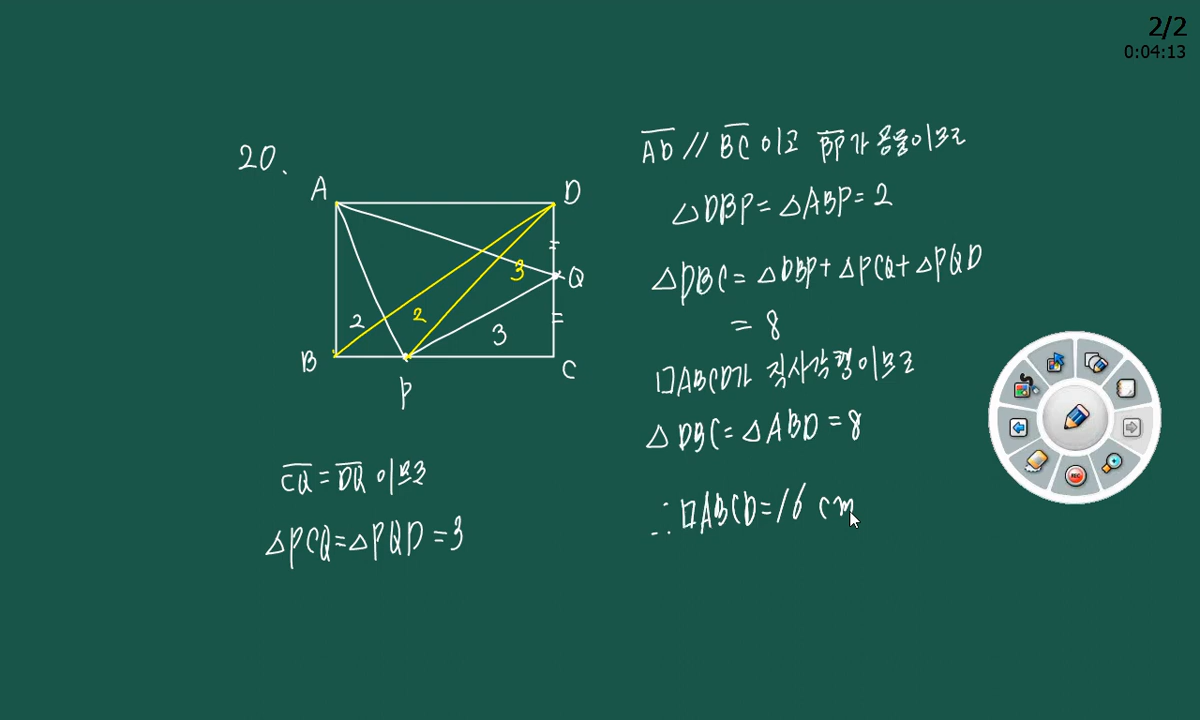 2/2
0:04:13
20.
A
D
3
Q
2
2
3
B
P
C
AD // BC 이고 BP가 공통이므로
△DBP = △ABP = 2
△DBC = △DBP + △PCQ + △PQD
= 8
□ABCD가 직사각형이므로
△DBC = △ABD = 8
∴ □ABCD = 16 cm
CQ = DQ 이므로
△PCQ = △PQD = 3
REC